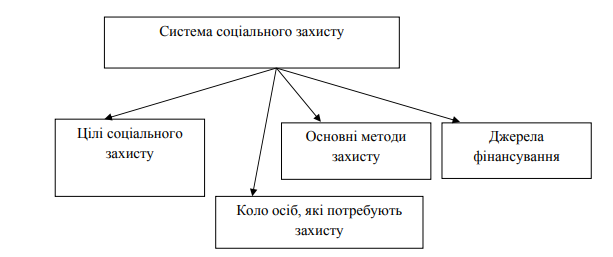 Система соціального захисту
Цілі соціального
захисту
Основні методи
захисту
Джерела
фінансування
Коло осіб, які потребують
захисту